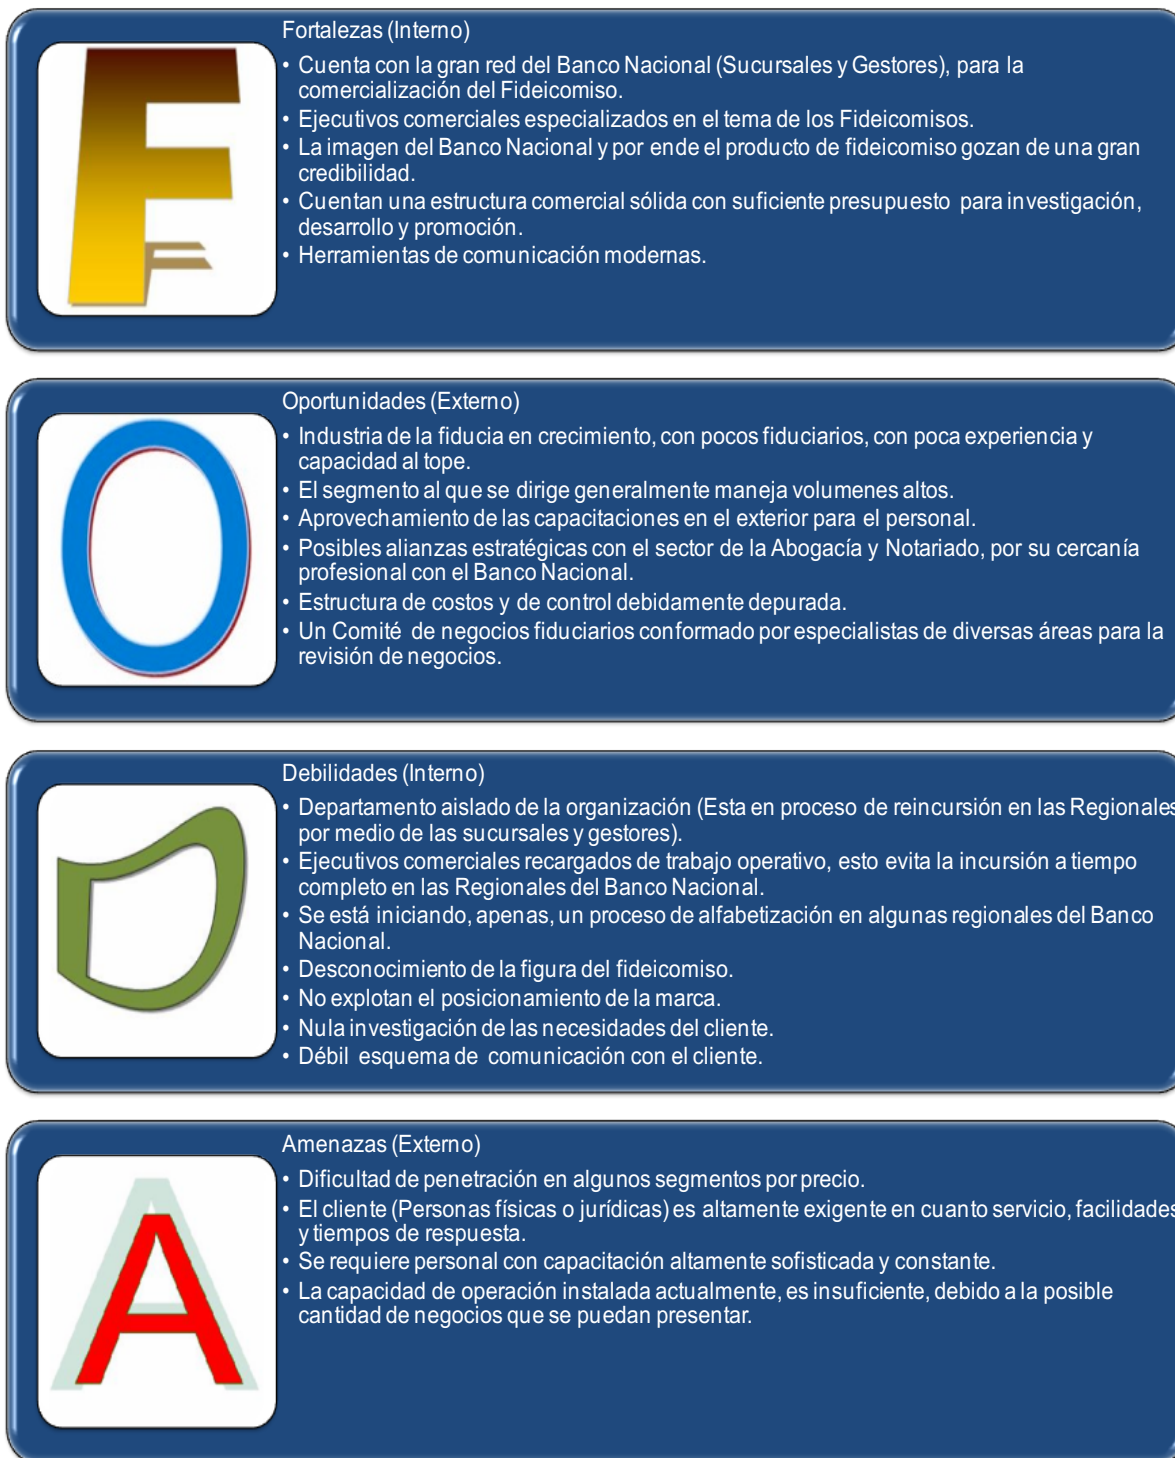 F
Fortalezas (Interno)
• Cuenta con la gran red del Banco Nacional (Sucursales y Gestores), para la
comercialización del Fideicomiso.
• Ejecutivos comerciales especializados en el tema de los Fideicomisos.
• La imagen del Banco Nacional y por ende el producto de fideicomiso gozan de una gran
credibilidad.
• Cuentan una estructura comercial sólida con suficiente presupuesto para investigación,
desarrollo y promoción.
• Herramientas de comunicación modernas.
O
Oportunidades (Externo)
• Industria de la fiducia en crecimiento, con pocos fiduciarios, con poca experiencia y
capacidad al tope.
• El segmento al que se dirige generalmente maneja volumenes altos.
• Aprovechamiento de las capacitaciones en el exterior para el personal.
• Posibles alianzas estratégicas con el sector de la Abogacía y Notariado, por su cercanía
profesional con el Banco Nacional.
• Estructura de costos y de control debidamente depurada.
• Un Comité de negocios fiduciarios conformado por especialistas de diversas áreas para la
revisión de negocios.
D
Debilidades (Interno)
• Departamento aislado de la organización (Esta en proceso de reincursión en las Regionales
por medio de las sucursales y gestores).
• Ejecutivos comerciales recargados de trabajo operativo, esto evita la incursión a tiempo
completo en las Regionales del Banco Nacional.
• Se está iniciando, apenas, un proceso de alfabetización en algunas regionales del Banco
Nacional.
• Desconocimiento de la figura del fideicomiso.
• No explotan el posicionamiento de la marca.
• Nula investigación de las necesidades del cliente.
• Débil esquema de comunicación con el cliente.
A
Amenazas (Externo)
• Dificultad de penetración en algunos segmentos por precio.
• El cliente (Personas físicas o jurídicas) es altamente exigente en cuanto servicio, facilidades
y tiempos de respuesta.
• Se requiere personal con capacitación altamente sofisticada y constante.
• La capacidad de operación instalada actualmente, es insuficiente, debido a la posible
cantidad de negocios que se puedan presentar.